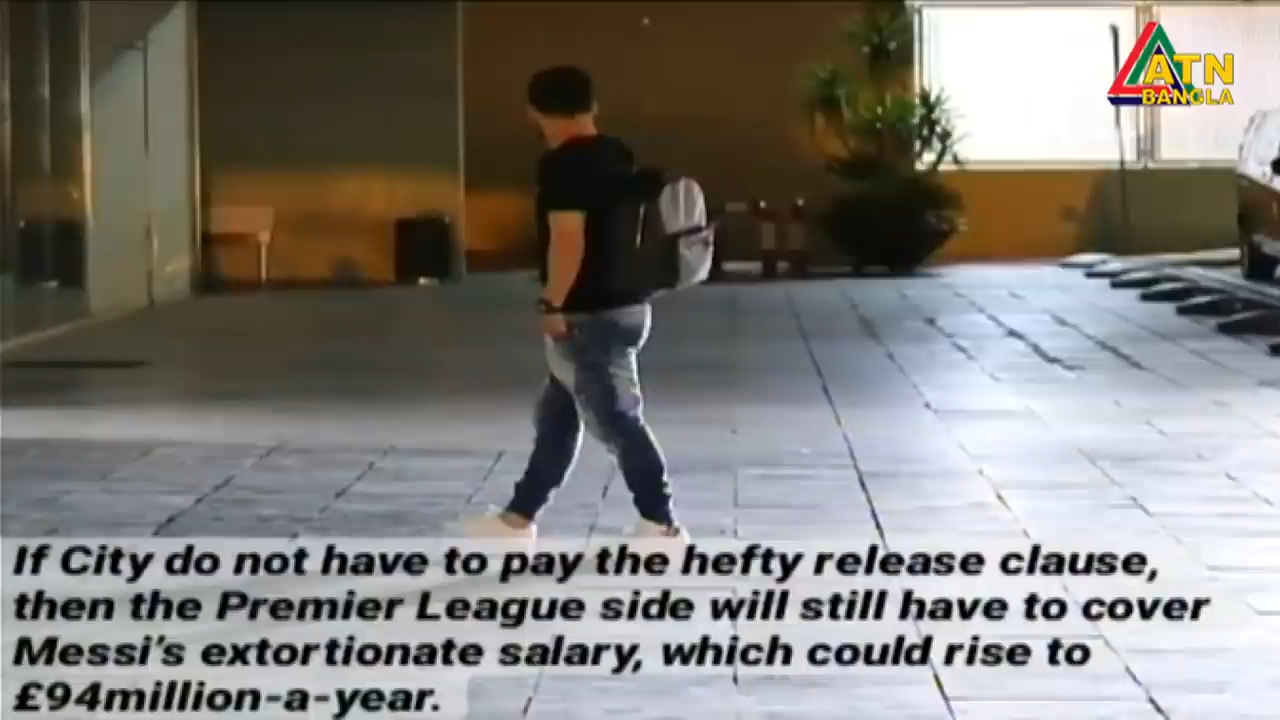 ATN
BANGLA
If City do not have to pay the hefty release clause,
then the Premier League side will still have to cover
Messi's extortionate salary, which could rise to
£94million-a-year.